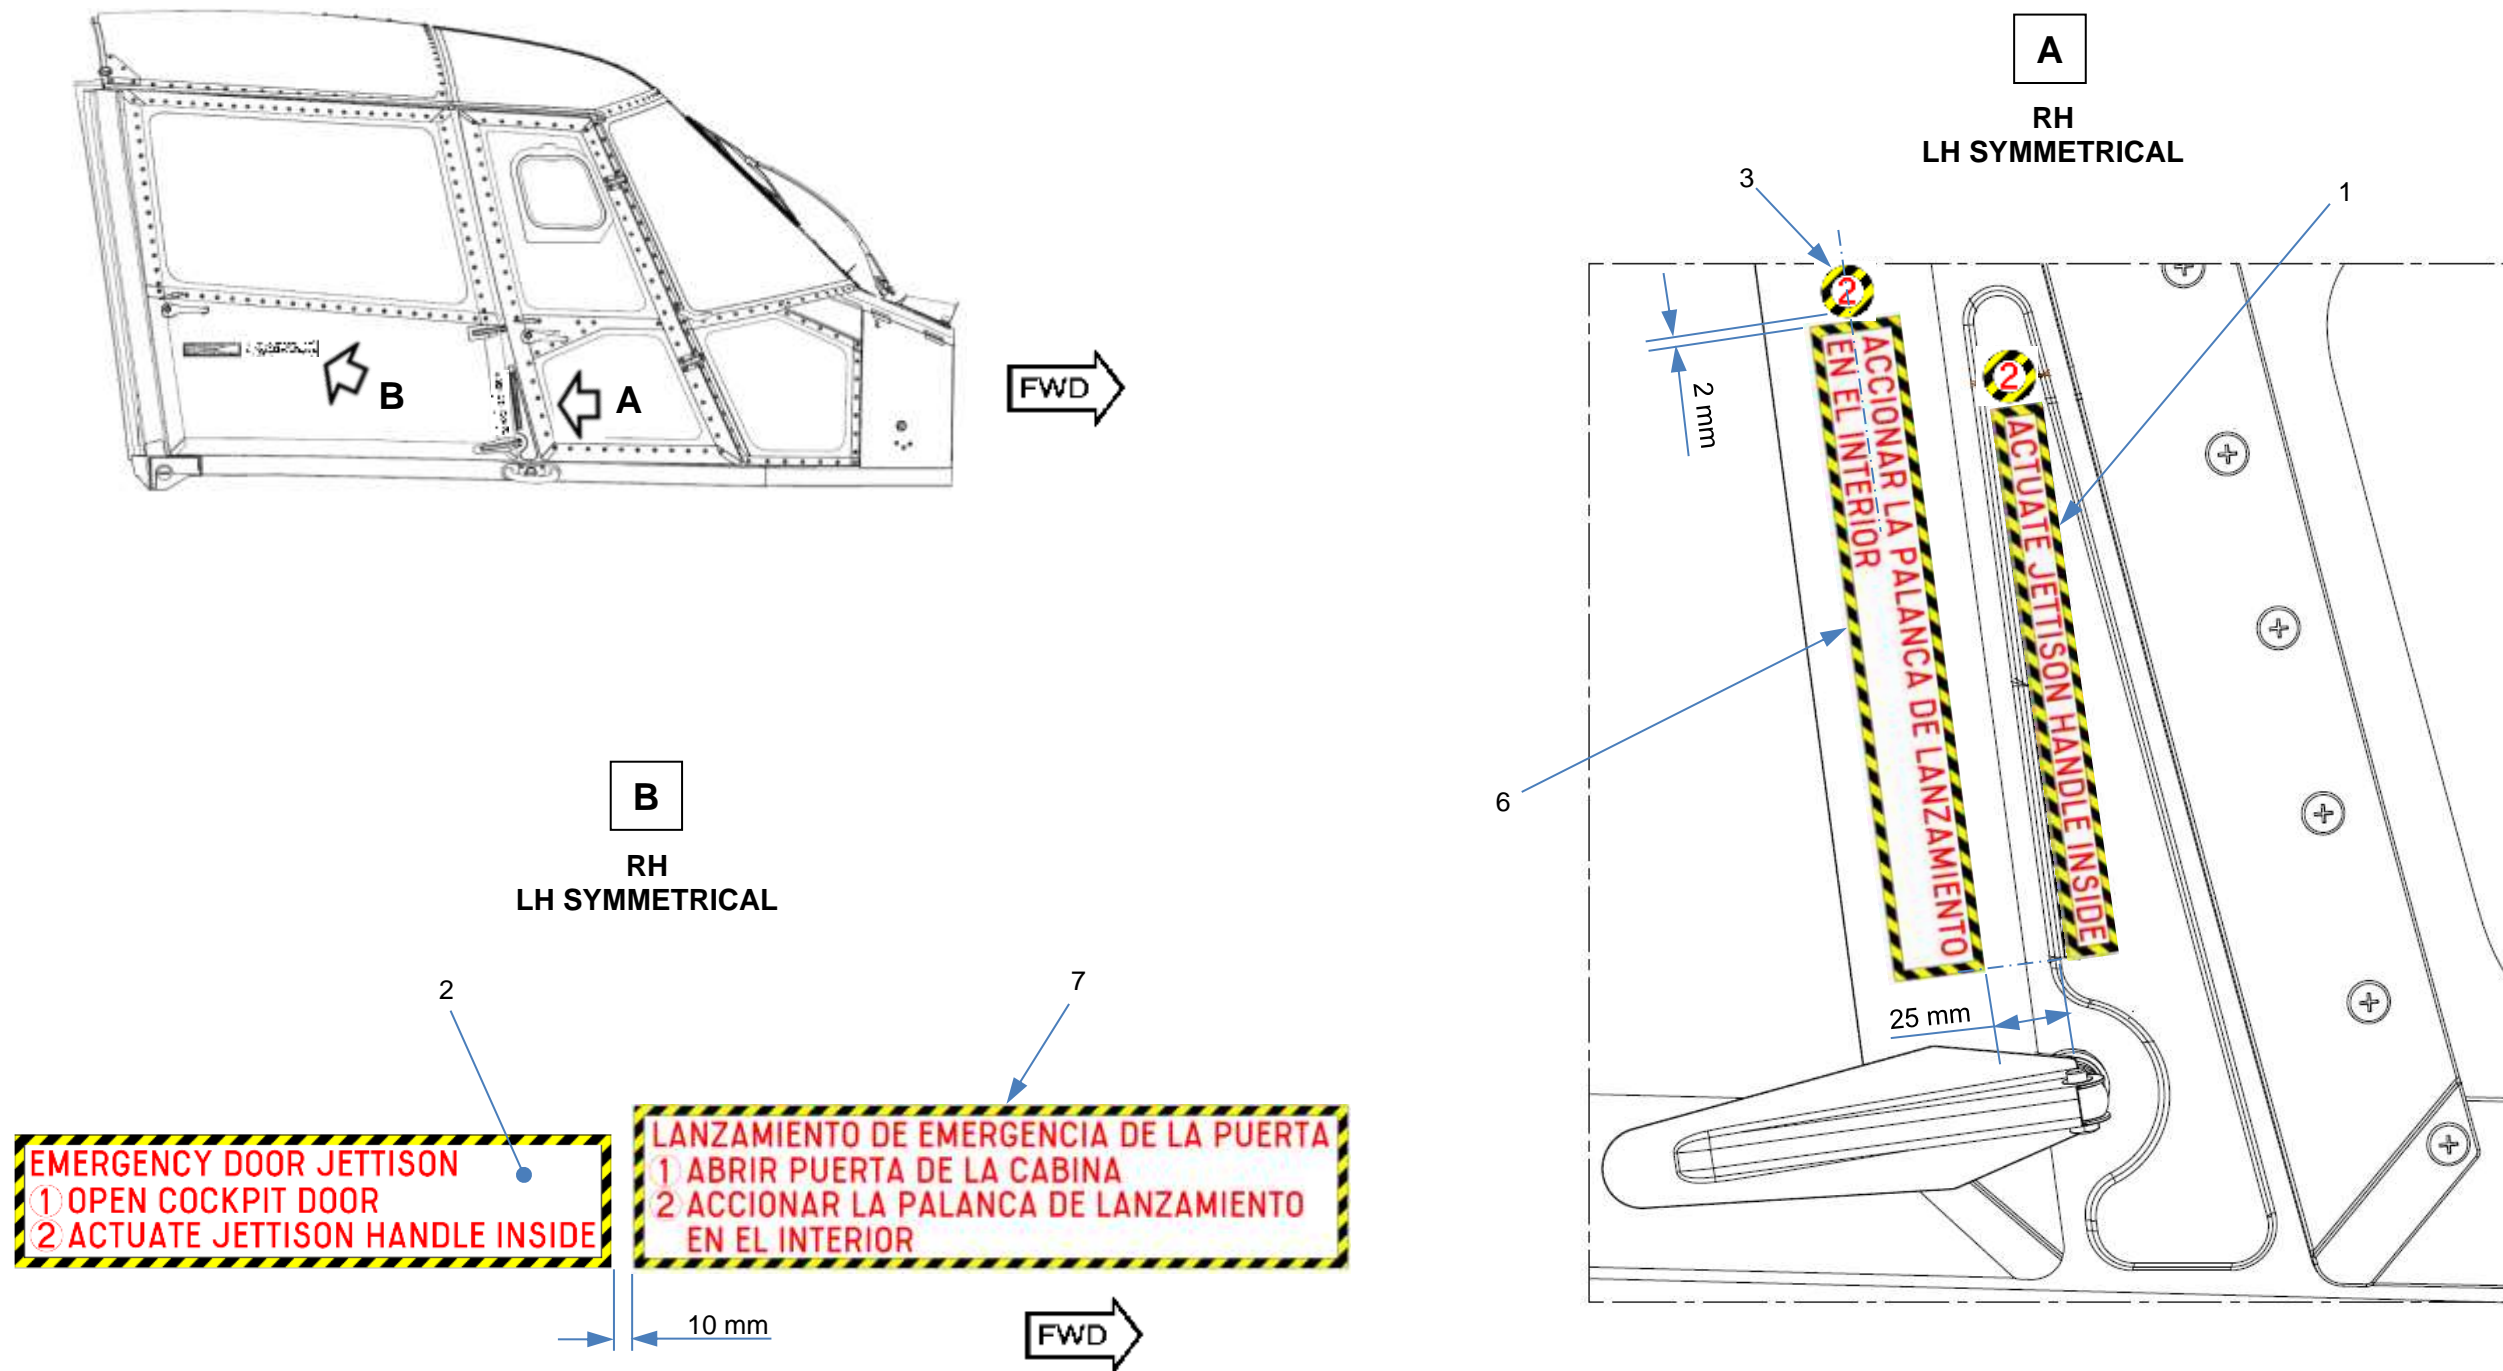 B
A
FWD
A
RH
LH SYMMETRICAL
3
1
2
2
ACCIONAR LA PALANCA DE LANZAMIENTO
EN EL INTERIOR
ACTUATE JETTISON HANDLE INSIDE
2 mm
6
25 mm
B
RH
LH SYMMETRICAL
2
7
EMERGENCY DOOR JETTISON
1 OPEN COCKPIT DOOR
2 ACTUATE JETTISON HANDLE INSIDE
LANZAMIENTO DE EMERGENCIA DE LA PUERTA
1 ABRIR PUERTA DE LA CABINA
2 ACCIONAR LA PALANCA DE LANZAMIENTO
EN EL INTERIOR
10 mm
FWD